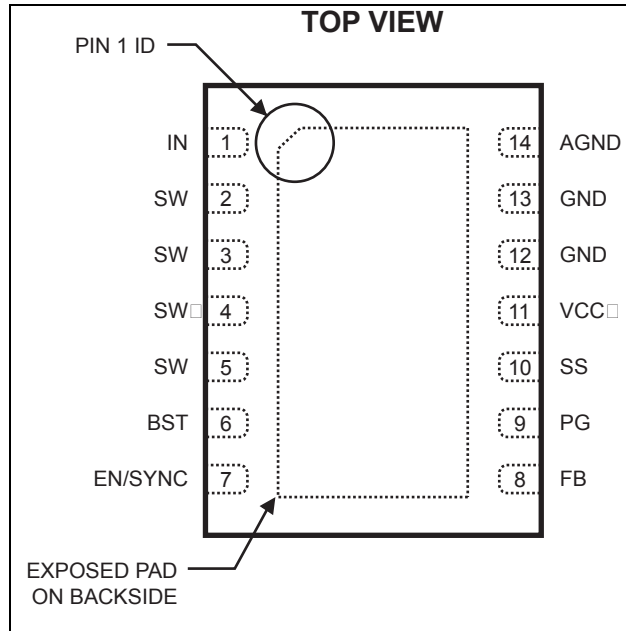 TOP VIEW
PIN 1 ID
IN 1 14 AGND
SW 2 13 GND
SW 3 12 GND
SW□ 4 11 VCC□
SW 5 10 SS
BST 6 9 PG
EN/SYNC 7 8 FB
EXPOSED PAD
ON BACKSIDE